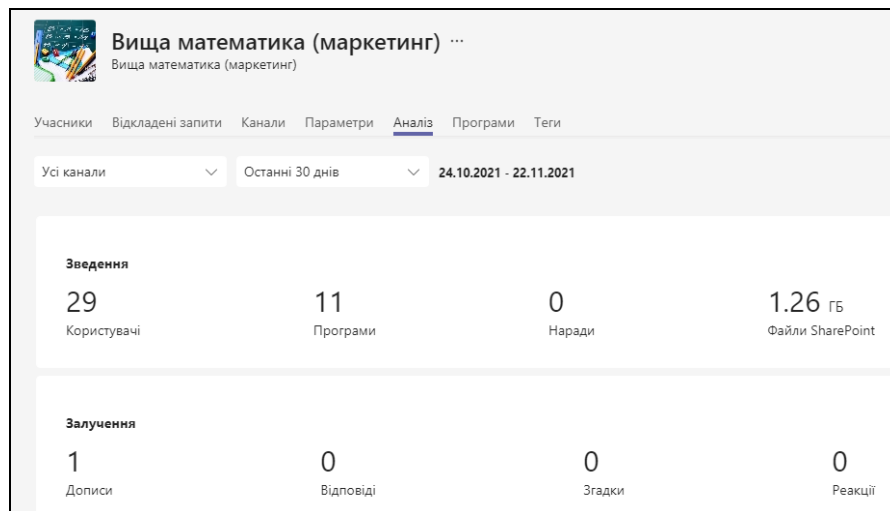 Вища математика (маркетинг) ...
Вища математика (маркетинг)
Учасники Відкладені запити Канали Параметри Аналіз Програми Теги
Усі канали Останні 30 днів 24.10.2021 - 22.11.2021
Зведення
29 11 0 1.26 ГБ
Користувачі Програми Наради Файли SharePoint
Залучення
1 0 0 0
Дописи Відповіді Згадки Реакції